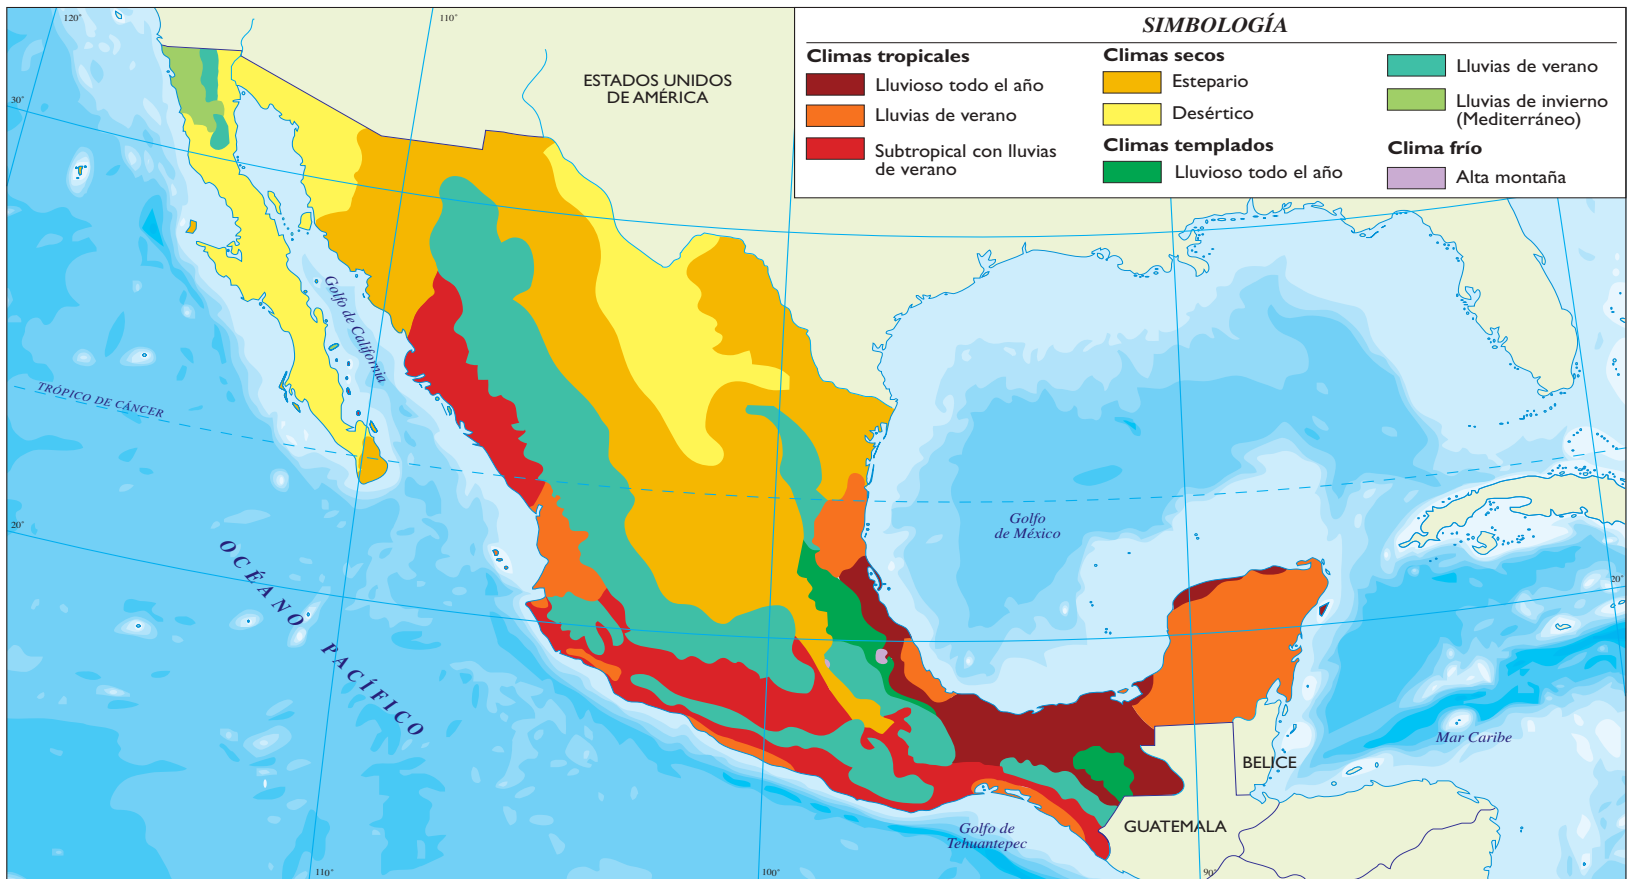 SIMBOLOGÍA
Climas tropicales
Lluvioso todo el año
Lluvias de verano
Subtropical con lluvias
de verano
Climas secos
Estepario
Desértico
Climas templados
Lluvioso todo el año
Lluvias de verano
Lluvias de invierno
(Mediterráneo)
Clima frío
Alta montaña
120°
110°
30°
ESTADOS UNIDOS
DE AMÉRICA
Golfo de California
TRÓPICO DE CÁNCER
20°
Golfo
de México
20°
OCÉANO PACÍFICO
Mar Caribe
BELICE
GUATEMALA
Golfo de
Tehuantepec
110°
100°
90°